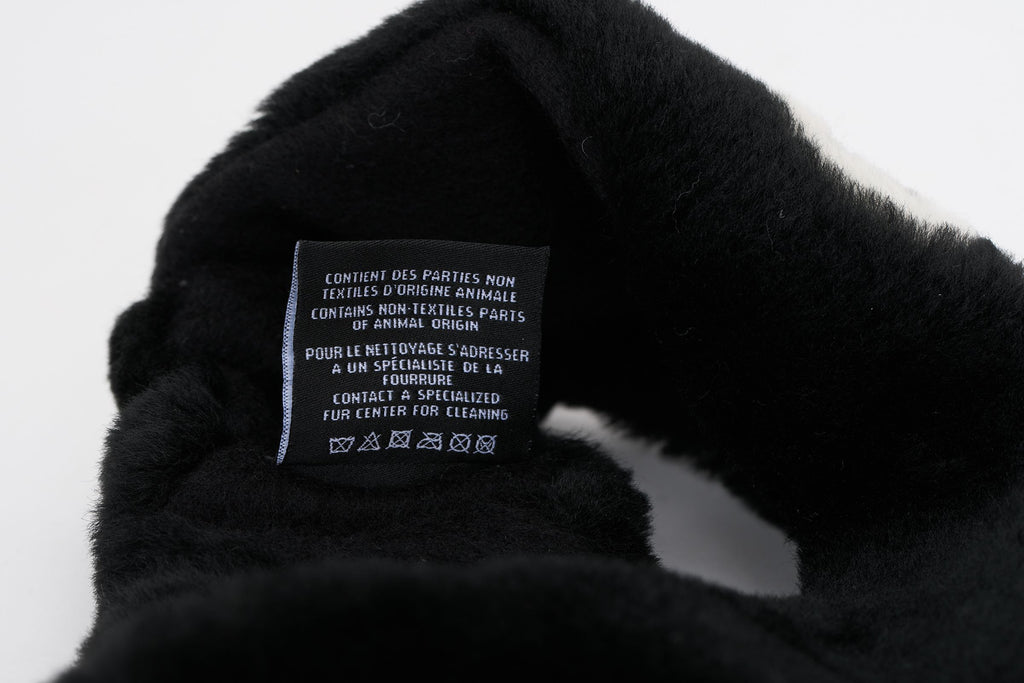 CONTIENT DES PARTIES NON
TEXTILES D'ORIGINE ANIMALE
CONTAINS NON-TEXTILES PARTS
OF ANIMAL ORIGIN
POUR LE NETTOYAGE S'ADRESSER
A UN SPÉCIALISTE DE LA
FOURRURE
CONTACT A SPECIALIZED
FUR CENTER FOR CLEANING